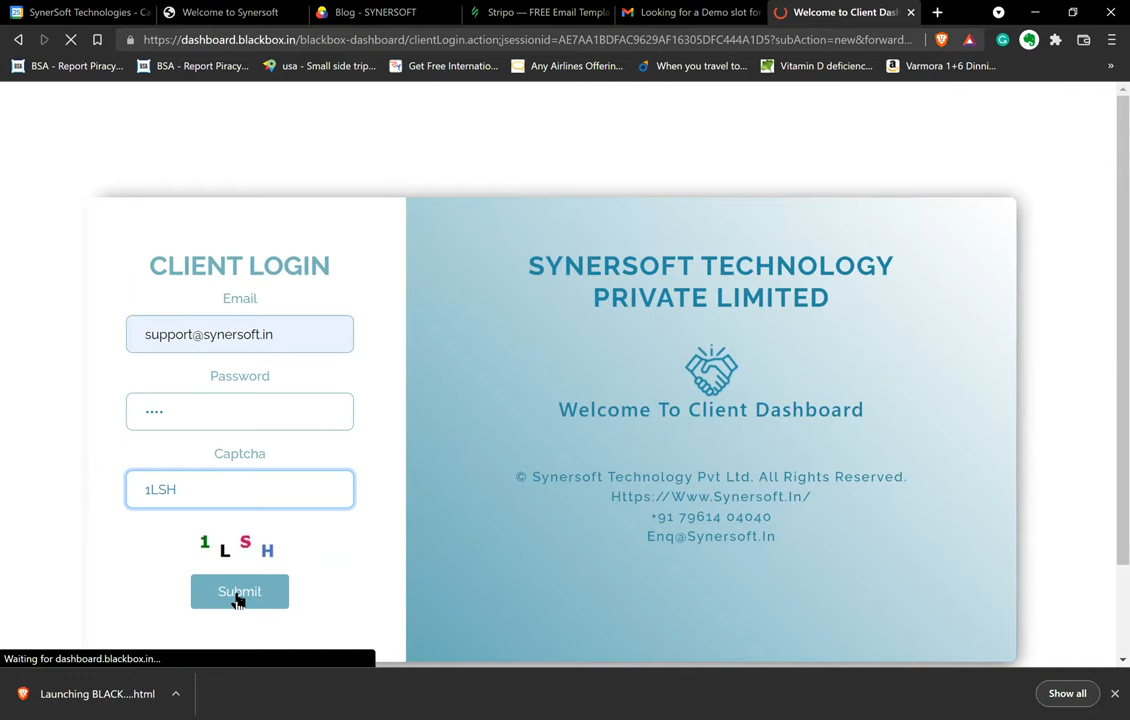 SynerSoft Technologies - Ca
Welcome to Synersoft
Blog - SYNERSOFT
Stripo — FREE Email Templa
Looking for a Demo slot for
Welcome to Client Das
https://dashboard.blackbox.in/blackbox-dashboard/clientLogin.action;jsessionid=AE7AA1BDFAC9629AF16305DFC444A1D5?subAction=new&forward...
BSA - Report Piracy...
BSA - Report Piracy...
usa - Small side trip...
Get Free Internatio...
Any Airlines Offerin...
When you travel to...
Vitamin D deficienc...
Varmora 1+6 Dinni...
»
CLIENT LOGIN
Email
support@synersoft.in
Password
••••
Captcha
1LSH
1 L S H
Submit
SYNERSOFT TECHNOLOGY
PRIVATE LIMITED
Welcome To Client Dashboard
© Synersoft Technology Pvt Ltd. All Rights Reserved.
Https://Www.Synersoft.In/
+91 79614 04040
Enq@Synersoft.In
Waiting for dashboard.blackbox.in...
Launching BLACK....html
Show all